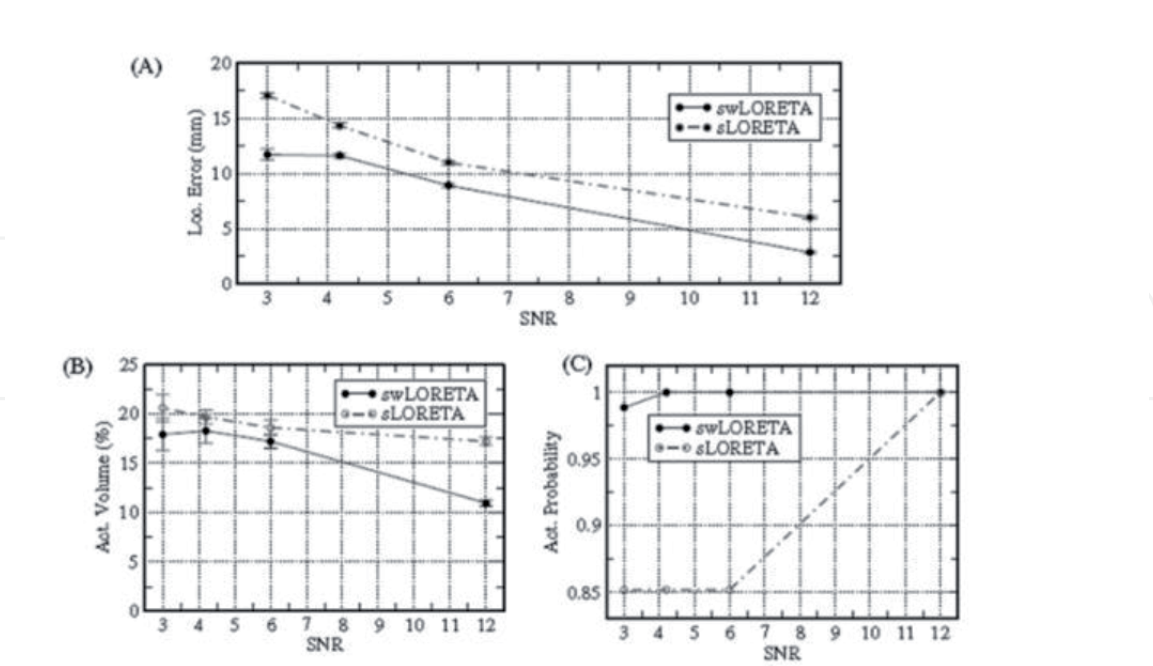 (A)
20
15
10
5
0
Loc. Error (mm)
swLORETA
sLORETA
3 4 5 6 7 8 9 10 11 12
SNR
(B)
25
20
15
10
5
0
Act. Volume (%)
swLORETA
sLORETA
3 4 5 6 7 8 9 10 11 12
SNR
(C)
1
0.95
0.9
0.85
Act. Probability
swLORETA
sLORETA
3 4 5 6 7 8 9 10 11 12
SNR